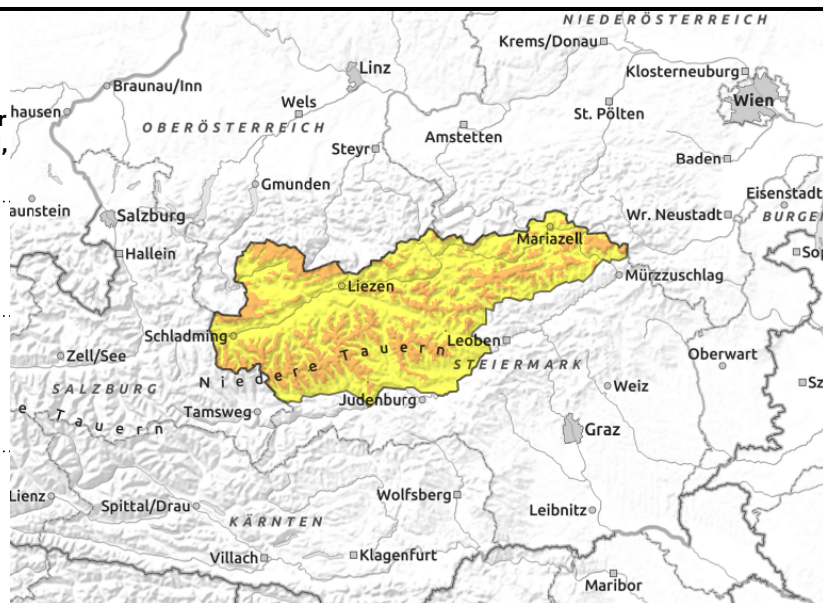 NIEDERÖSTERREICH
Krems/Donau
Linz
Klosterneuburg
Braunau/Inn
Wien
Wels
hausen
r
St. Pölten
OBERÖSTERREICH
Amstetten
,
Steyr
Baden
Gmunden
Eisenstadt
aunstein
Salzburg
Wr. Neustadt
BURGE
Mariazell
Hallein
Sop
Mürzzuschlag
Liezen
Schladming
Leoben
Zell/See
Niedere Tauern
STEIERMARK
Oberwart
SALZBURG
Weiz
Sz
Judenburg
e Tauern
Tamsweg
Graz
Lienz
Spittal/Drau
Wolfsberg
Leibnitz
KÄRNTEN
Villach
Klagenfurt
Maribor